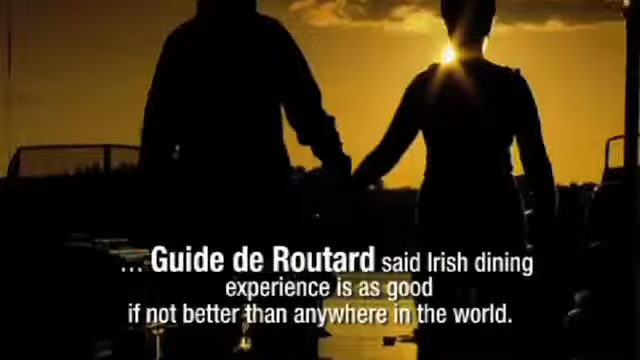 ... Guide de Routard said Irish dining
experience is as good
if not better than anywhere in the world.